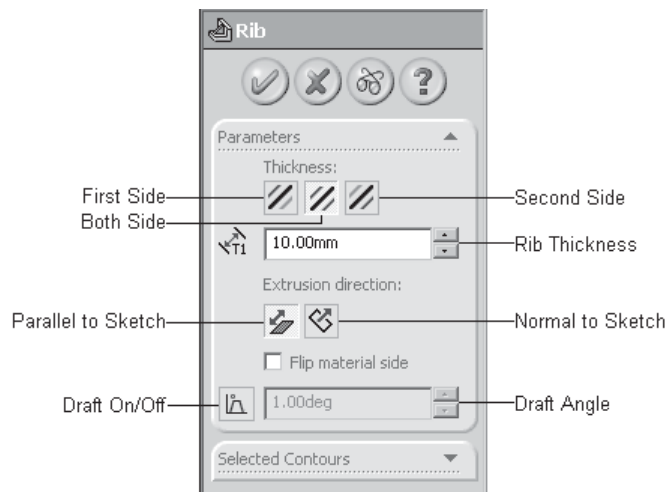 Rib
?
Parameters
Thickness:
First Side
Both Side
Second Side
T1
10.00mm
Rib Thickness
Extrusion direction:
Parallel to Sketch
Normal to Sketch
Flip material side
Draft On/Off
1.00deg
Draft Angle
Selected Contours